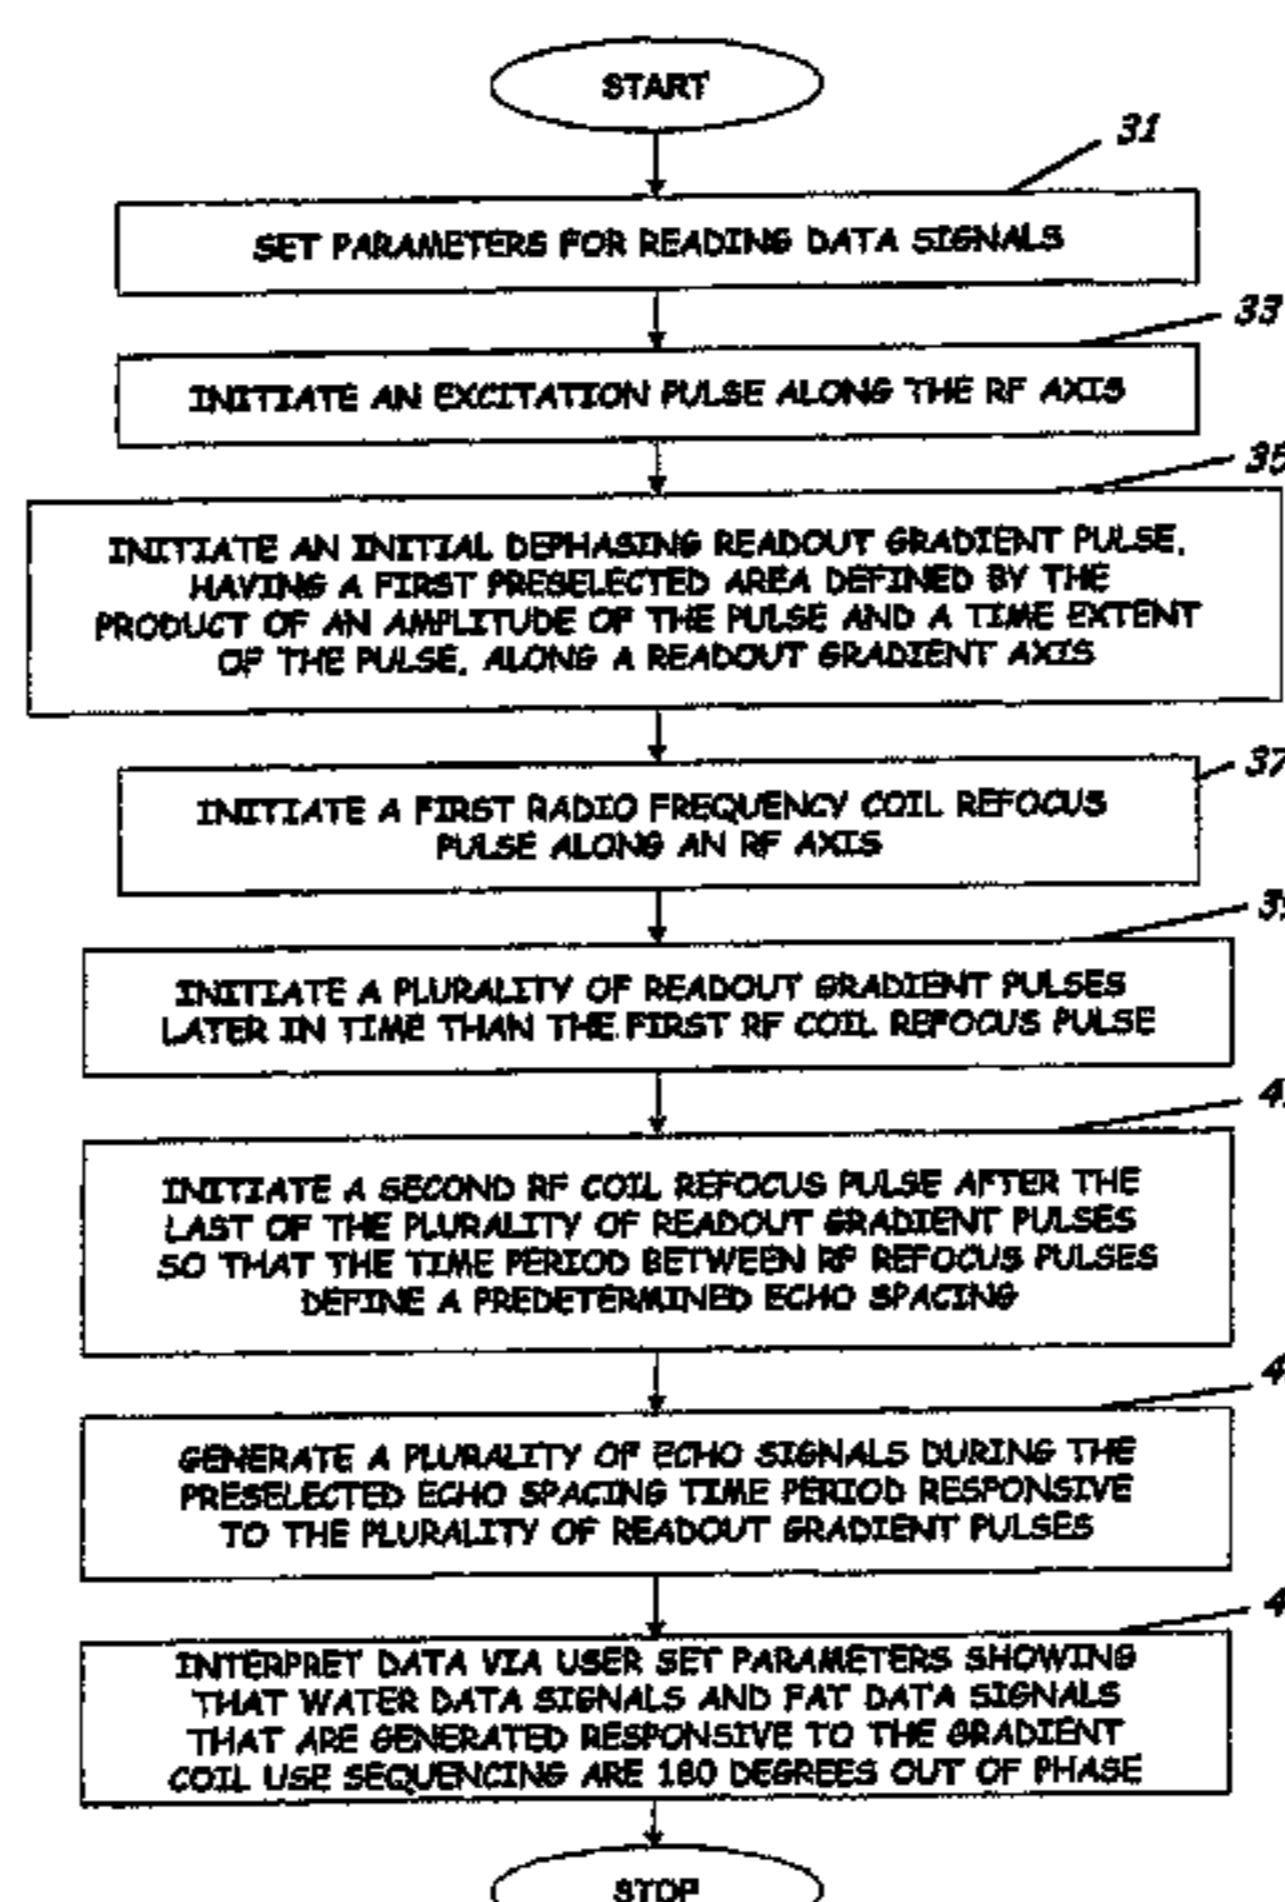 START
31
SET PARAMETERS FOR READING DATA SIGNALS
33
INITIATE AN EXCITATION PULSE ALONG THE RF AXIS
35
INITIATE AN INITIAL DEPHASING READOUT GRADIENT PULSE,
HAVING A FIRST PRESELECTED AREA DEFINED BY THE
PRODUCT OF AN AMPLITUDE OF THE PULSE AND A TIME EXTENT
OF THE PULSE, ALONG A READOUT GRADIENT AXIS
37
INITIATE A FIRST RADIO FREQUENCY COIL REFOCUS
PULSE ALONG AN RF AXIS
39
INITIATE A PLURALITY OF READOUT GRADIENT PULSES
LATER IN TIME THAN THE FIRST RF COIL REFOCUS PULSE
INITIATE A SECOND RF COIL REFOCUS PULSE AFTER THE
LAST OF THE PLURALITY OF READOUT GRADIENT PULSES
SO THAT THE TIME PERIOD BETWEEN RF REFOCUS PULSES
DEFINE A PREDETERMINED ECHO SPACING
GENERATE A PLURALITY OF ECHO SIGNALS DURING THE
PRESELECTED ECHO SPACING TIME PERIOD RESPONSIVE
TO THE PLURALITY OF READOUT GRADIENT PULSES
INTERPRET DATA VIA USER SET PARAMETERS SHOWING
THAT WATER DATA SIGNALS AND FAT DATA SIGNALS
THAT ARE GENERATED RESPONSIVE TO THE GRADIENT
COIL USE SEQUENCING ARE 180 DEGREES OUT OF PHASE
STOP